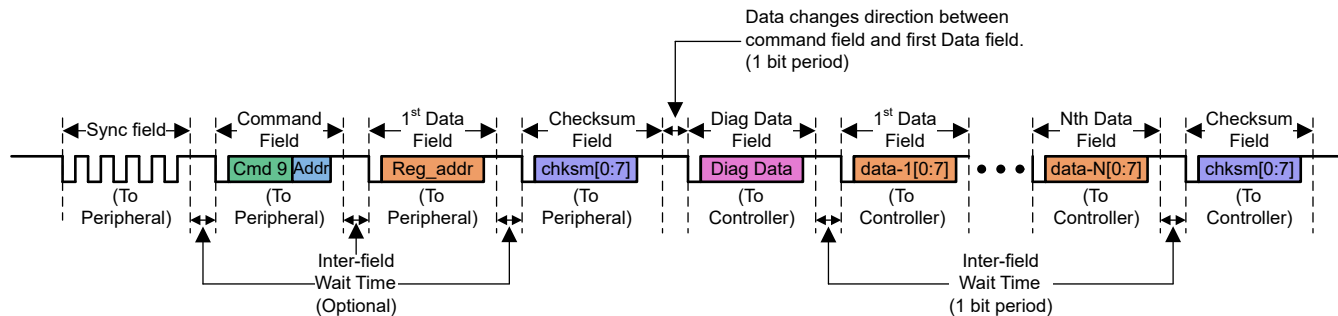 Data changes direction between
command field and first Data field.
(1 bit period)
Sync field
Command
Field
1st Data
Field
Checksum
Field
Diag Data
Field
1st Data
Field
Nth Data
Field
Checksum
Field
Cmd 9 Addr
Reg_addr
chksm[0:7]
Diag Data
data-1[0:7]
data-N[0:7]
chksm[0:7]
(To
Peripheral)
(To
Peripheral)
(To
Peripheral)
(To
Peripheral)
(To
Controller)
(To
Controller)
(To
Controller)
(To
Controller)
Inter-field
Wait Time
(Optional)
Inter-field
Wait Time
(1 bit period)